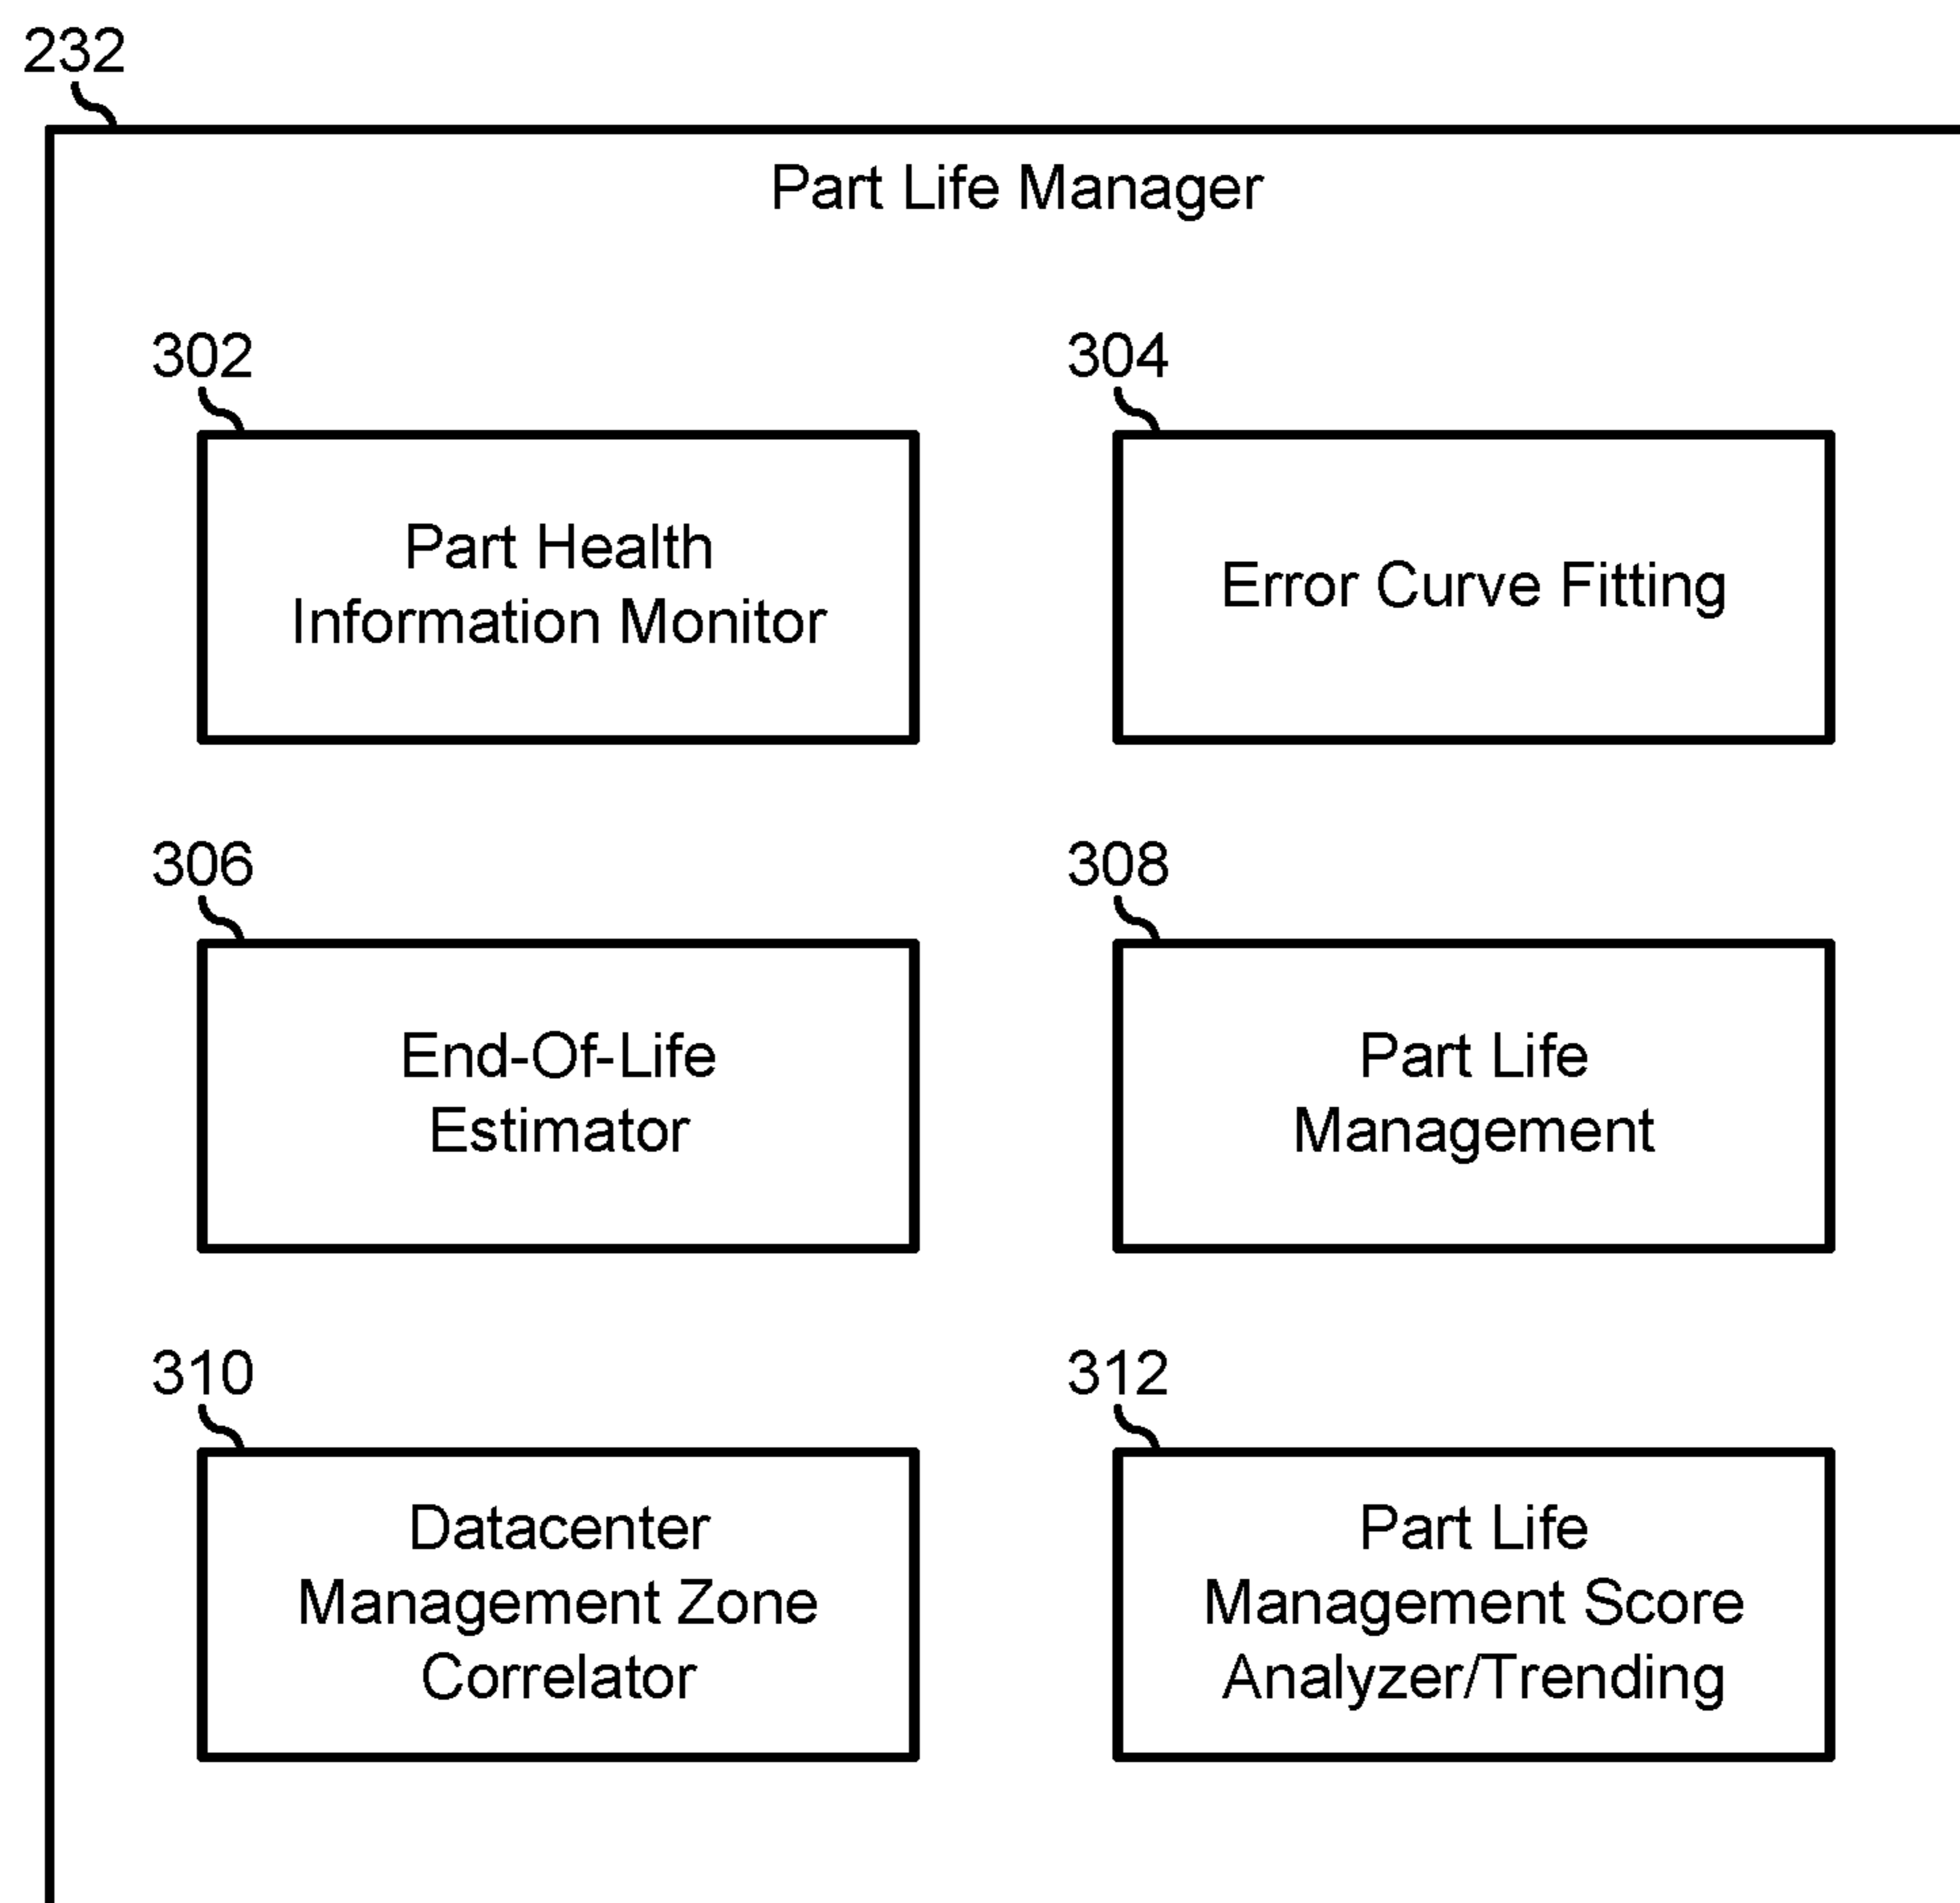 232
Part Life Manager
302
Part Health
Information Monitor
304
Error Curve Fitting
306
End-Of-Life
Estimator
308
Part Life
Management
310
Datacenter
Management Zone
Correlator
312
Part Life
Management Score
Analyzer/Trending